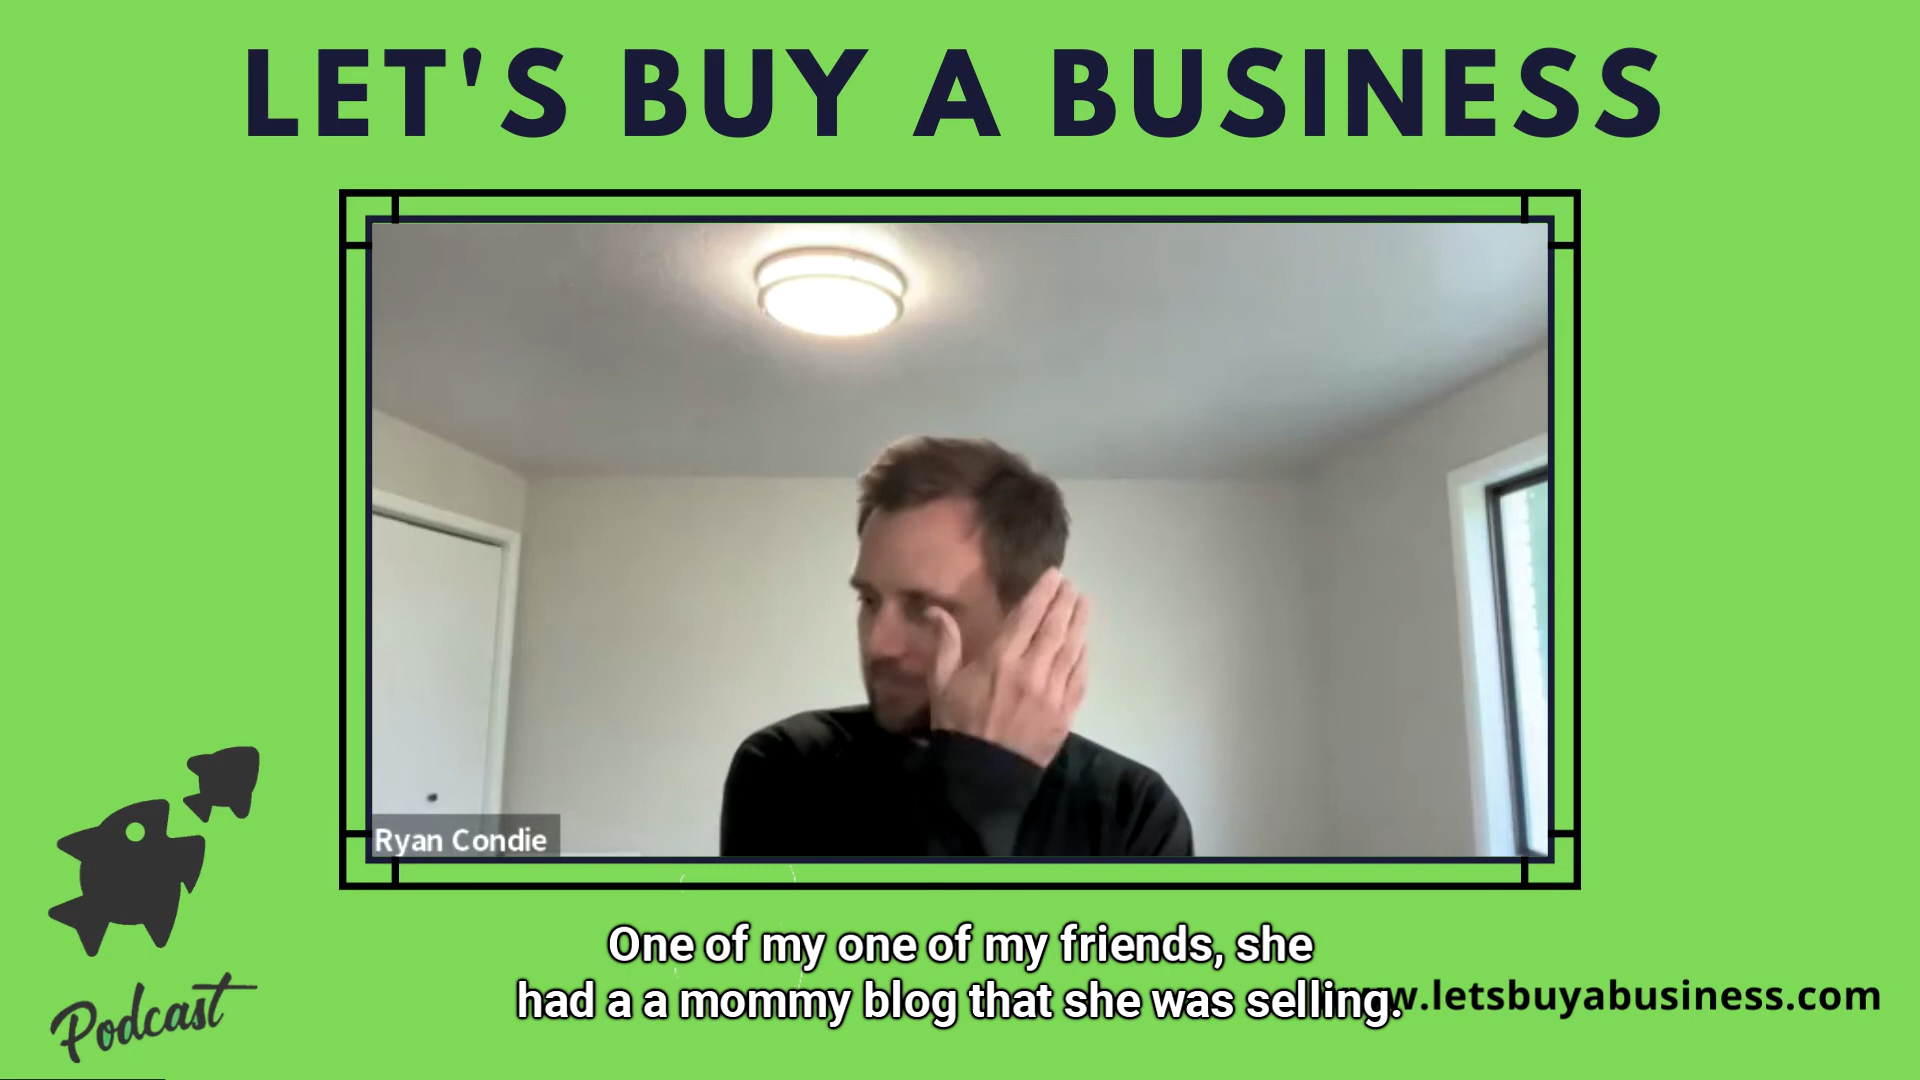 LET'S BUY A BUSINESS
Ryan Condie
One of my one of my friends, she
had a a mommy blog that she was selling.
.letsbuyabusiness.com
Podcast